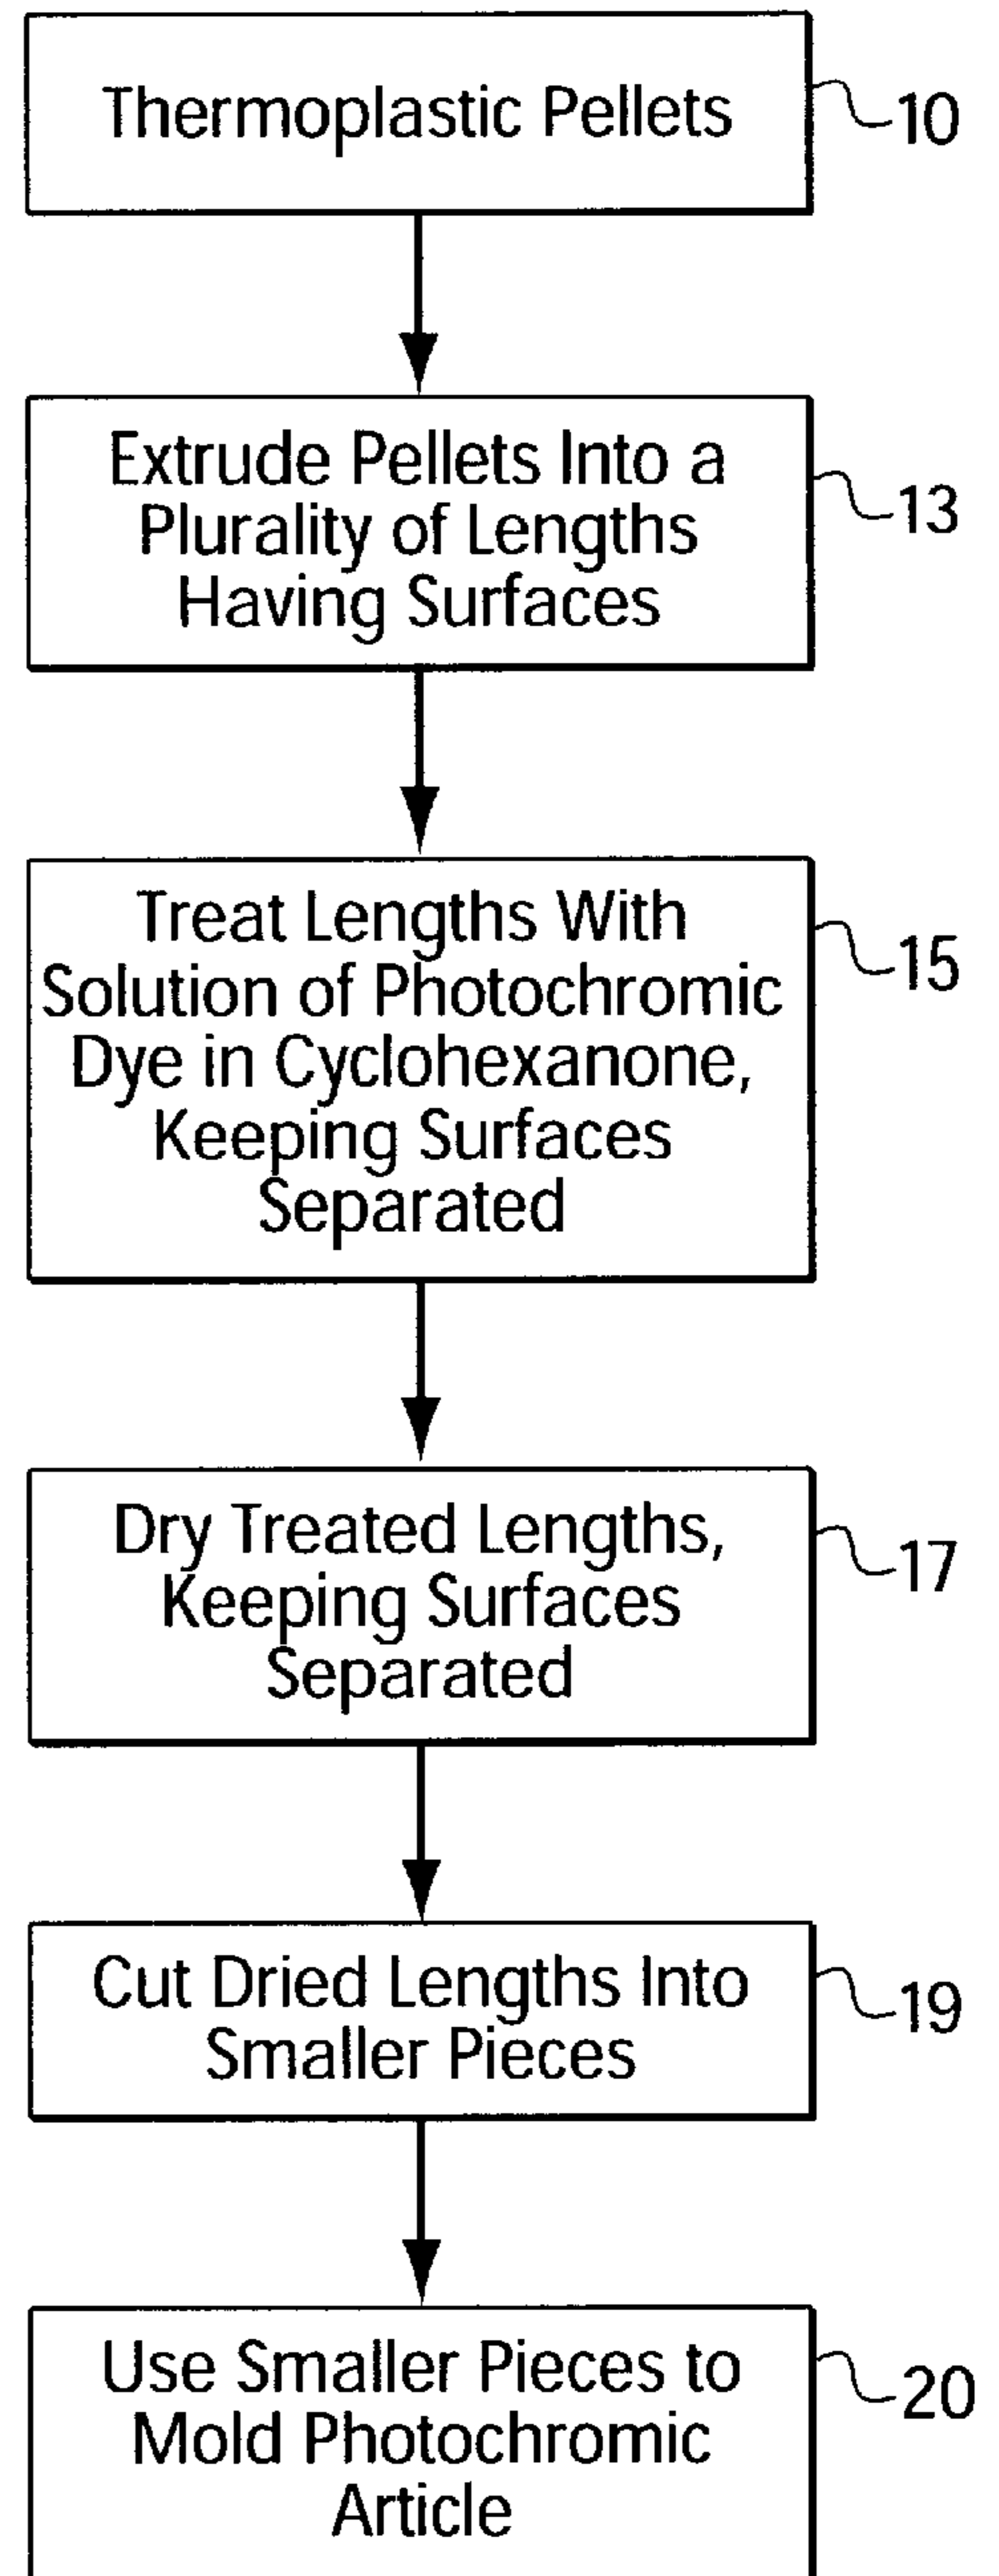 Thermoplastic Pellets
10
Extrude Pellets Into a
Plurality of Lengths
Having Surfaces
13
Treat Lengths With
Solution of Photochromic
Dye in Cyclohexanone,
Keeping Surfaces
Separated
15
Dry Treated Lengths,
Keeping Surfaces
Separated
17
Cut Dried Lengths Into
Smaller Pieces
19
Use Smaller Pieces to
Mold Photochromic
Article
20